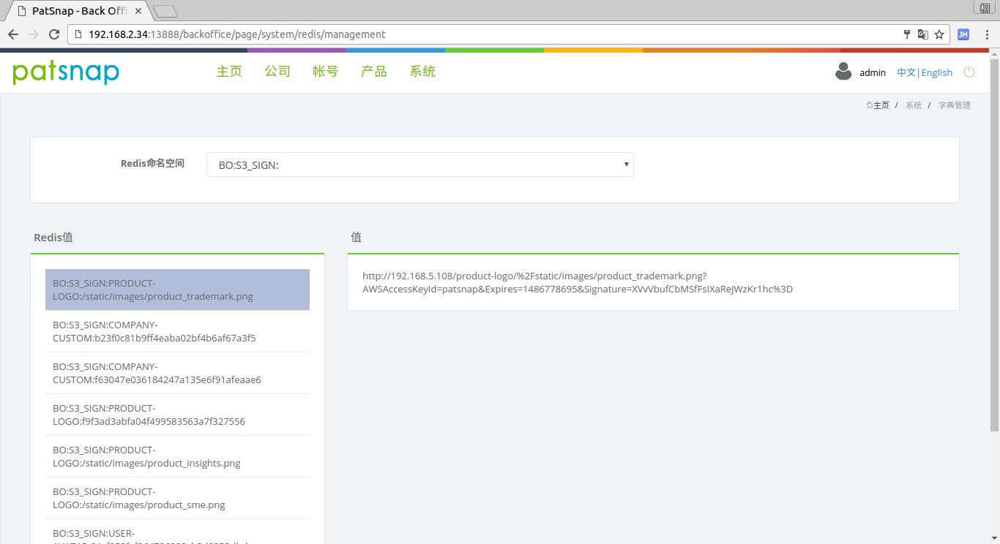 PatSnap - Back Offi
192.168.2.34:13888/backoffice/page/system/redis/management
JH
patsnap
主页 公司 帐号 产品 系统
admin 中文|English
主页 / 系统 / 字典管理
Redis命名空间
BO:S3_SIGN:
Redis值
值
BO:S3_SIGN:PRODUCT-
LOGO:/static/images/product_trademark.png
http://192.168.5.108/product-logo/%2Fstatic/images/product_trademark.png?
AWSAccessKeyId=patsnap&Expires=1486778695&Signature=XVvVbufCbMSfFsIXaReJWzKr1hc%3D
BO:S3_SIGN:COMPANY-
CUSTOM:b23f0c81b9ff4eaba02bf4b6af67a3f5
BO:S3_SIGN:COMPANY-
CUSTOM:f63047e036184247a135e6f91afeaae6
BO:S3_SIGN:PRODUCT-
LOGO:f9f3ad3abfa04f499583563a7f327556
BO:S3_SIGN:PRODUCT-
LOGO:/static/images/product_insights.png
BO:S3_SIGN:PRODUCT-
LOGO:/static/images/product_sme.png
BO:S3_SIGN:USER-